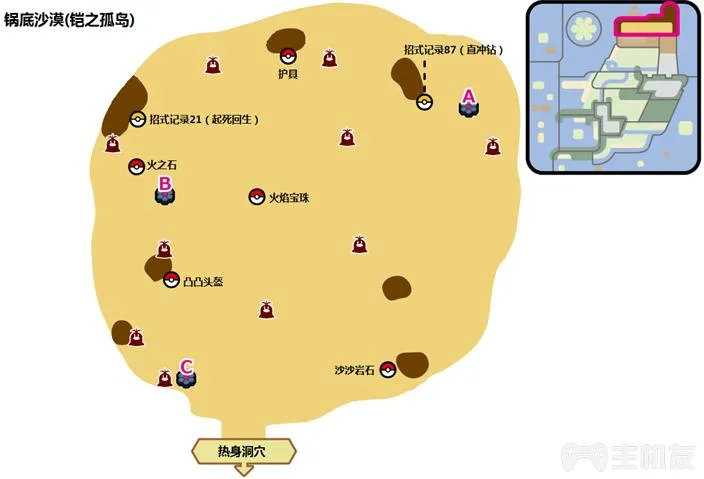 锅底沙漠(铠之孤岛)
招式记录87（直冲钻）
护具
A
招式记录21（起死回生）
火之石
B
火焰宝珠
凸凸头盔
C
沙沙岩石
热身洞穴
主机友